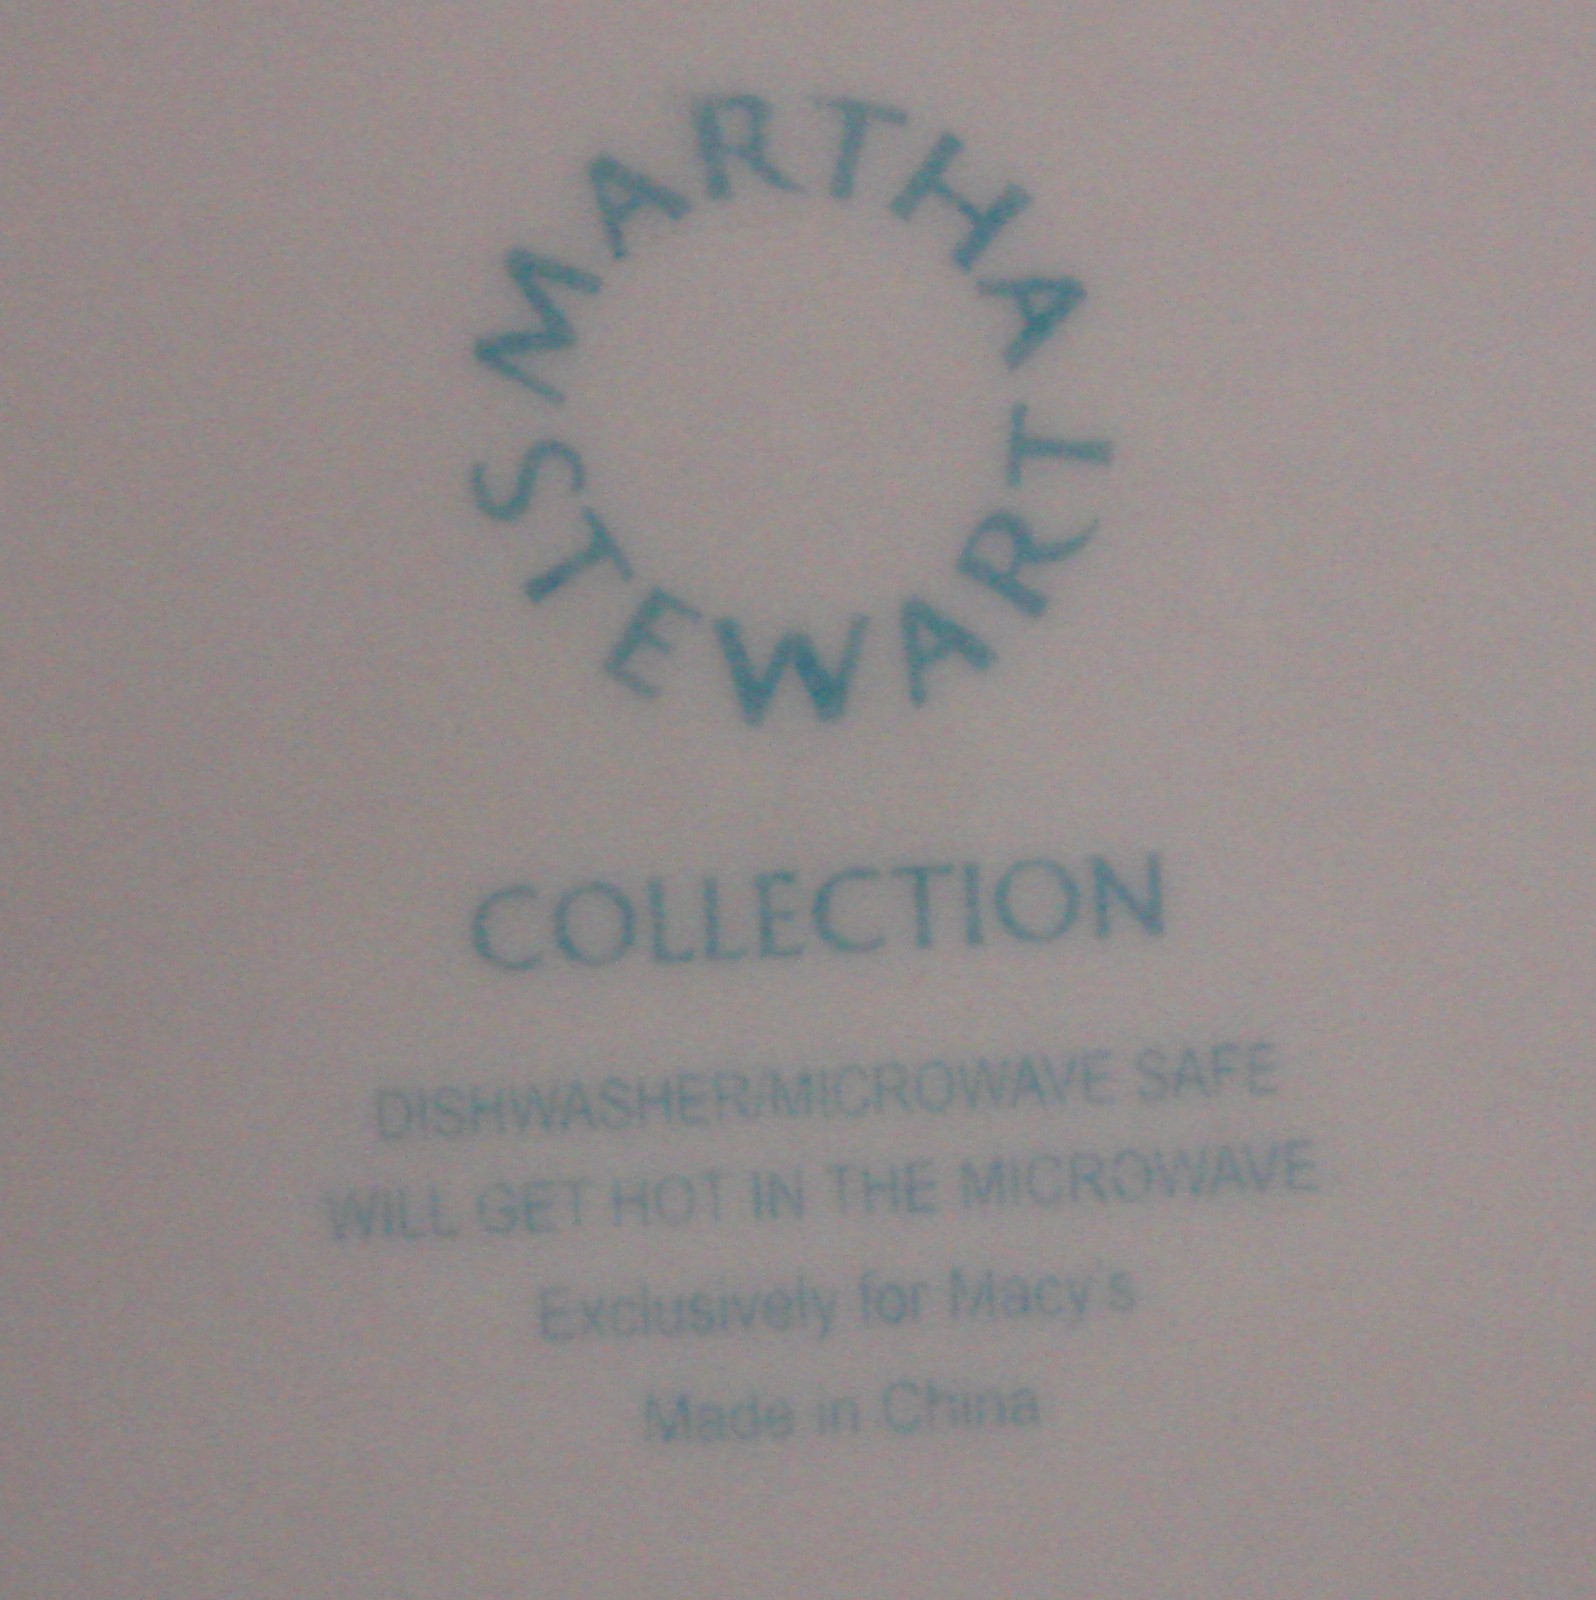 MARTHA
STEWART
COLLECTION
DISHWASHER/MICROWAVE SAFE
WILL GET HOT IN THE MICROWAVE
Exclusively for Macy's
Made in China